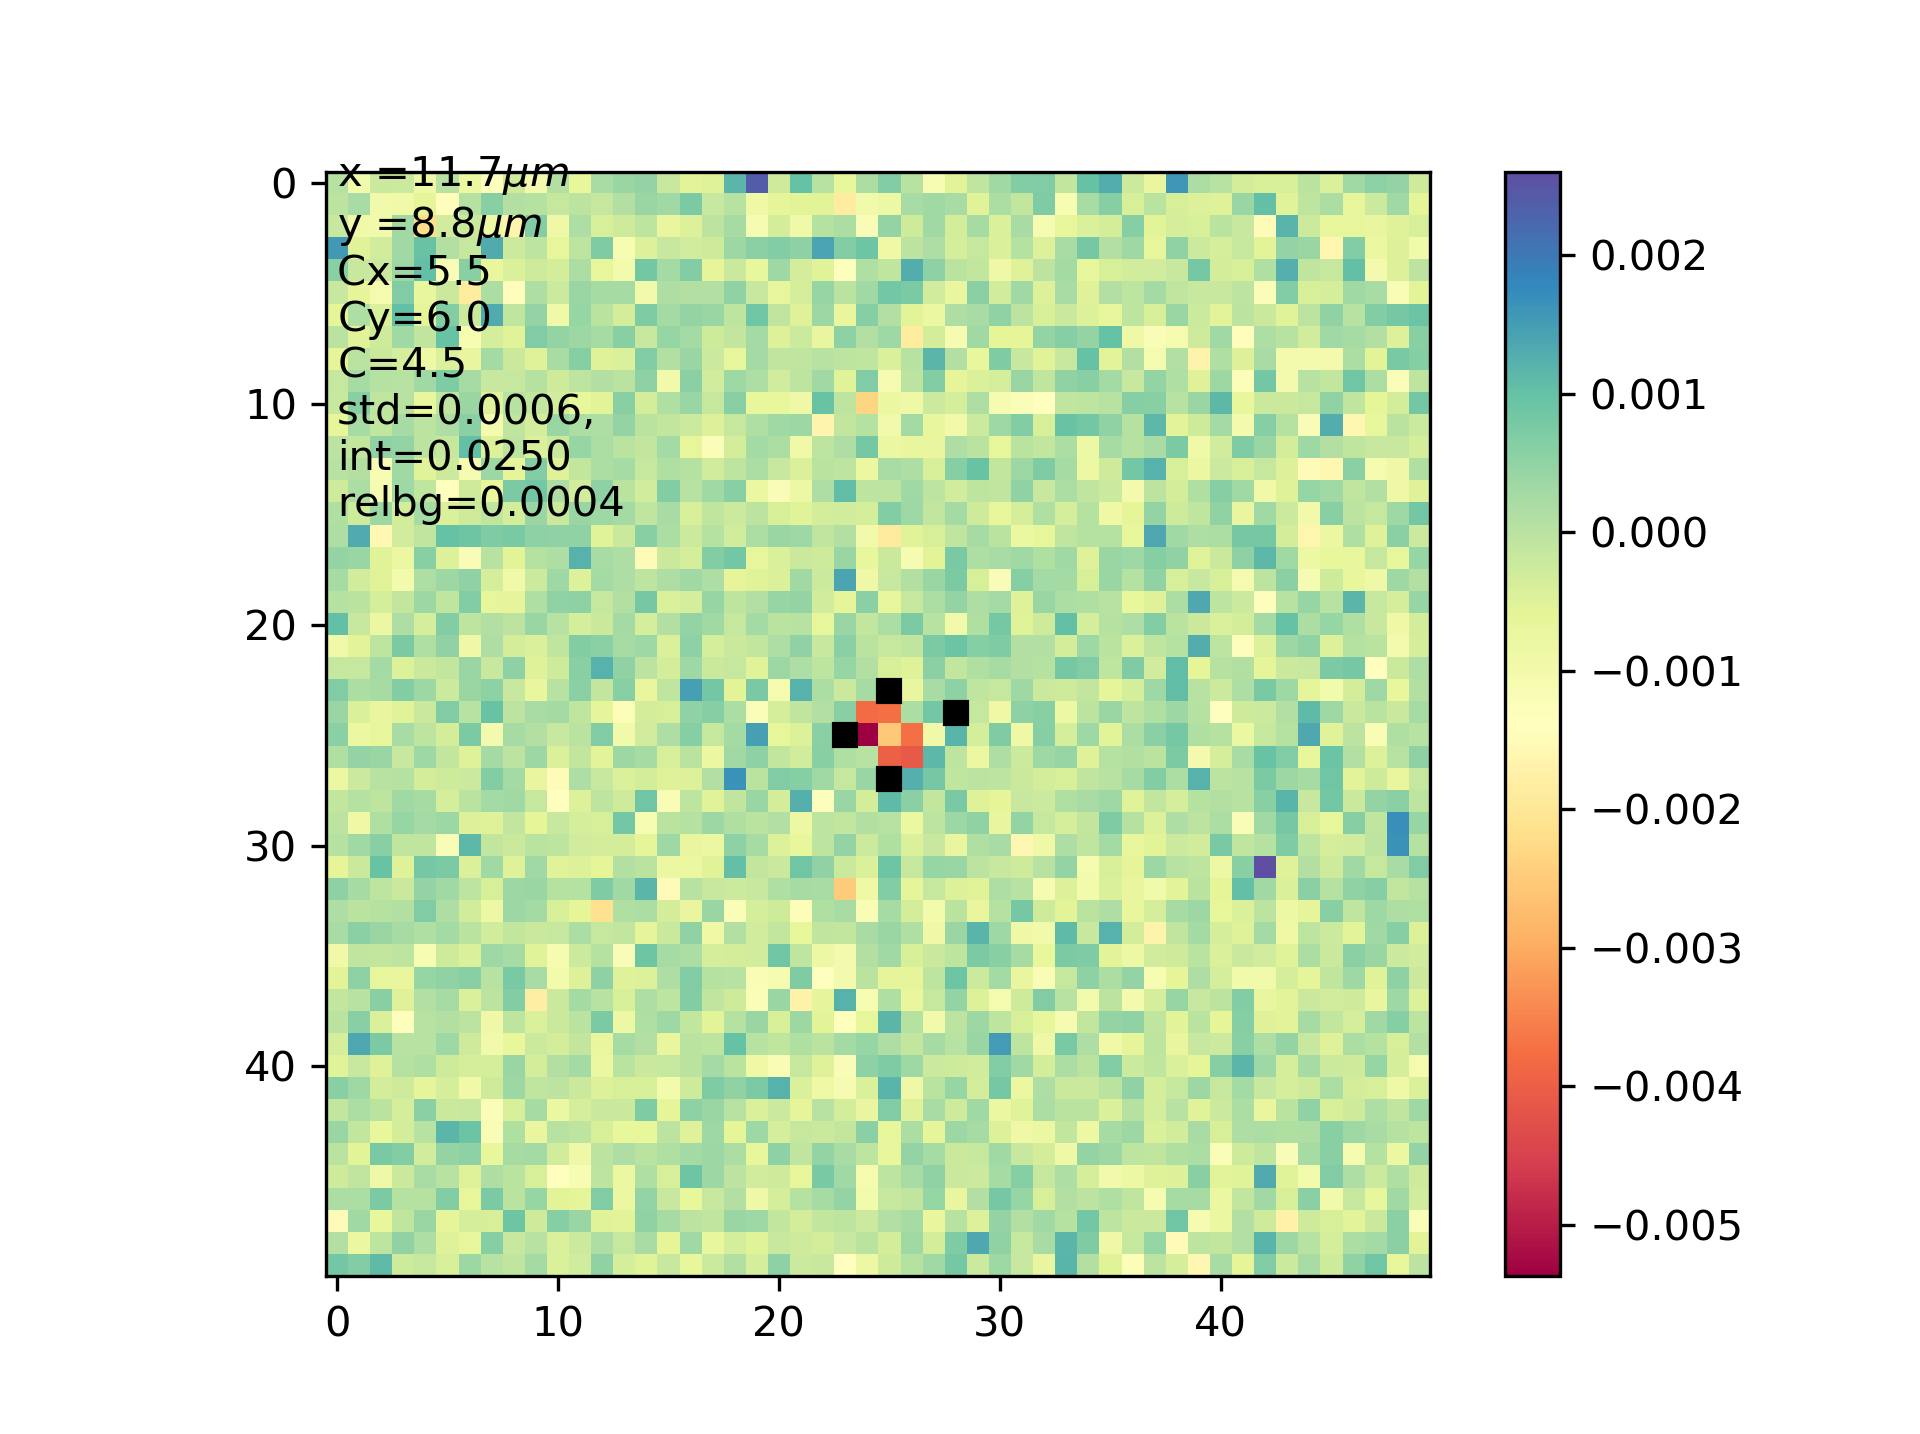 x =11.7μm
y =8.8μm
Cx=5.5
Cy=6.0
C=4.5
std=0.0006,
int=0.0250
relbg=0.0004
0
10
20
30
40
0 10 20 30 40
0.002
0.001
0.000
−0.001
−0.002
−0.003
−0.004
−0.005